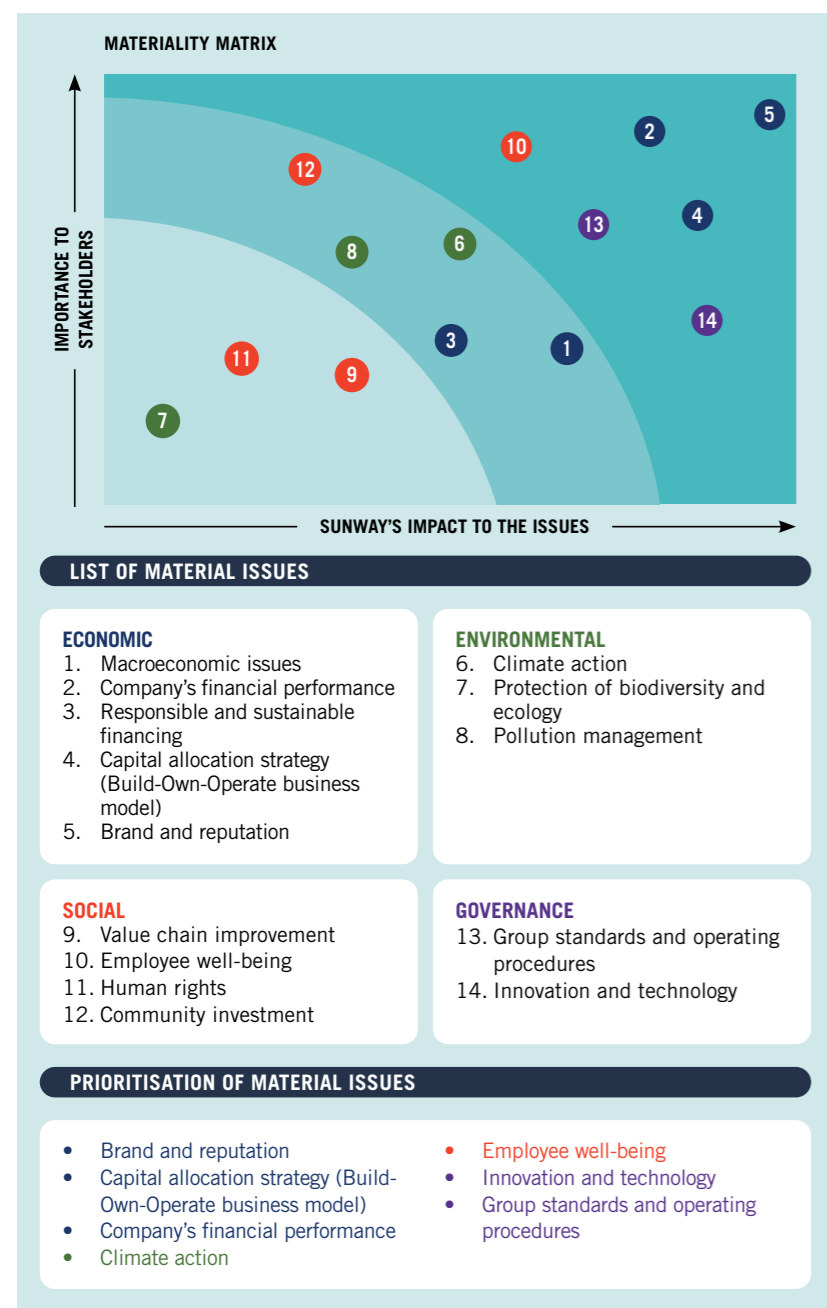 MATERIALITY MATRIX
IMPORTANCE TO
STAKEHOLDERS
5
2
10
12
4
13
6
8
14
3
1
11
9
7
SUNWAY'S IMPACT TO THE ISSUES
LIST OF MATERIAL ISSUES
ECONOMIC
1. Macroeconomic issues
2. Company's financial performance
3. Responsible and sustainable
financing
4. Capital allocation strategy
(Build-Own-Operate business
model)
5. Brand and reputation
ENVIRONMENTAL
6. Climate action
7. Protection of biodiversity and
ecology
8. Pollution management
SOCIAL
9. Value chain improvement
10. Employee well-being
11. Human rights
12. Community investment
GOVERNANCE
13. Group standards and operating
procedures
14. Innovation and technology
PRIORITISATION OF MATERIAL ISSUES
• Brand and reputation
• Capital allocation strategy (Build-
Own-Operate business model)
• Company's financial performance
• Climate action
• Employee well-being
• Innovation and technology
• Group standards and operating
procedures